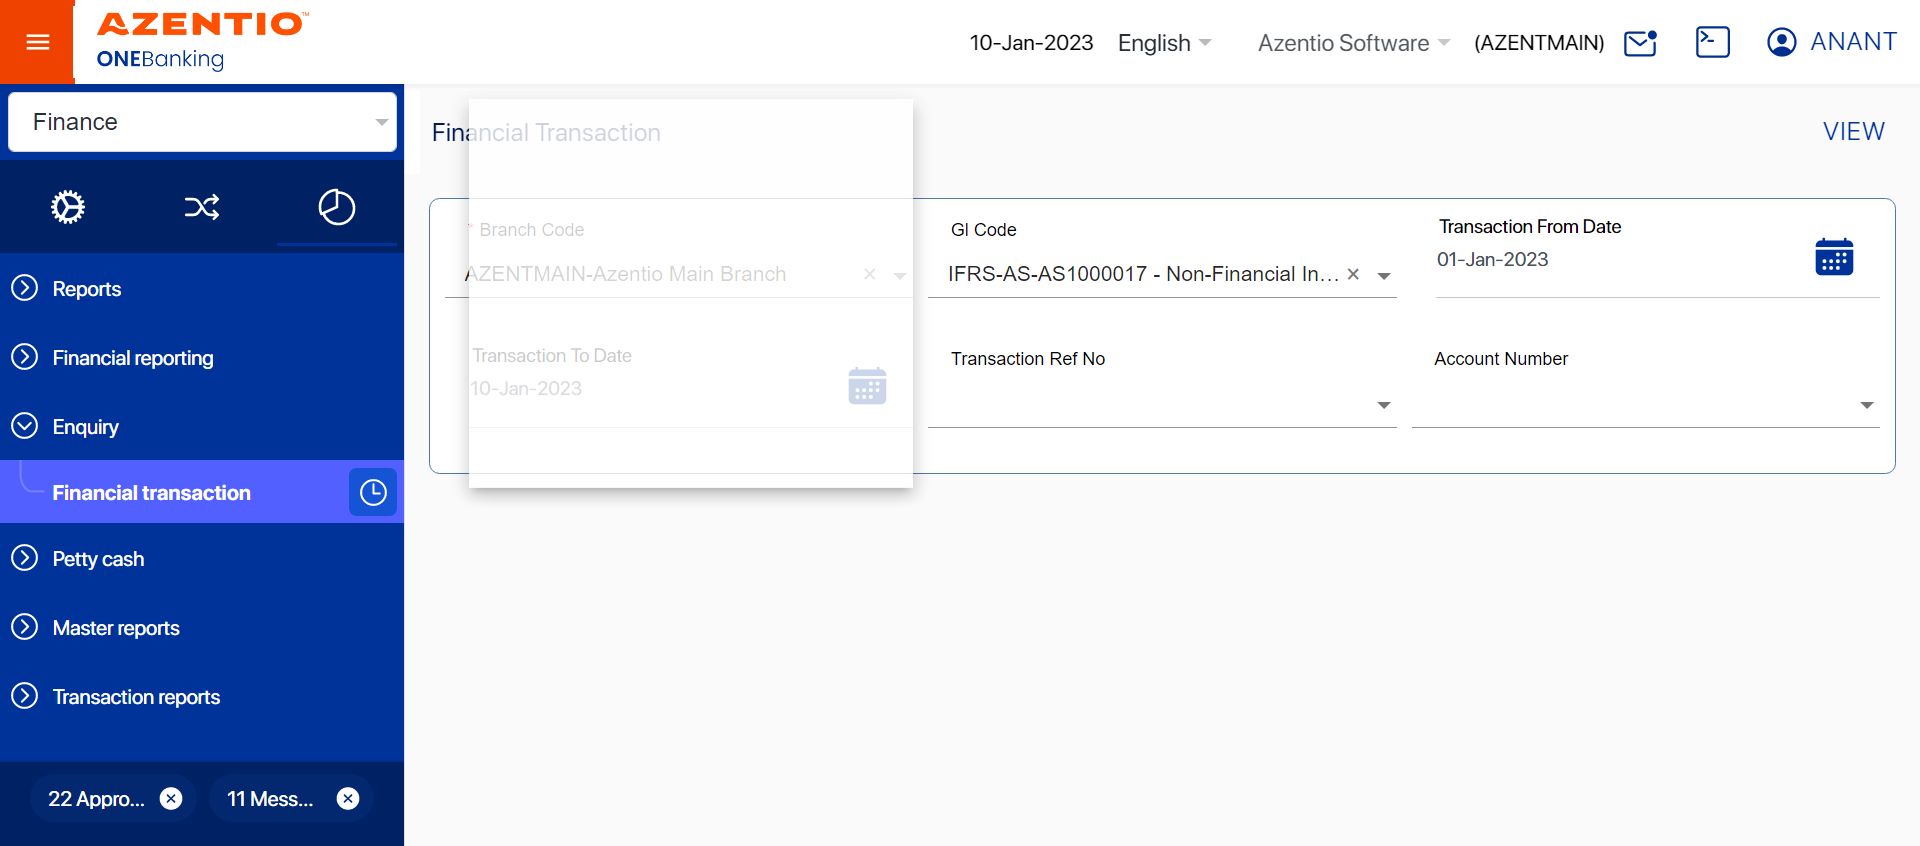 AZENTIO™
ONEBanking
10-Jan-2023
English
Azentio Software
(AZENTMAIN)
ANANT
Finance
Reports
Financial reporting
Enquiry
Financial transaction
Petty cash
Master reports
Transaction reports
22 Appro...
11 Mess...
Financial Transaction
VIEW
* Branch Code
AZENTMAIN-Azentio Main Branch
Gl Code
IFRS-AS-AS1000017 - Non-Financial In...
Transaction From Date
01-Jan-2023
Transaction To Date
10-Jan-2023
Transaction Ref No
Account Number